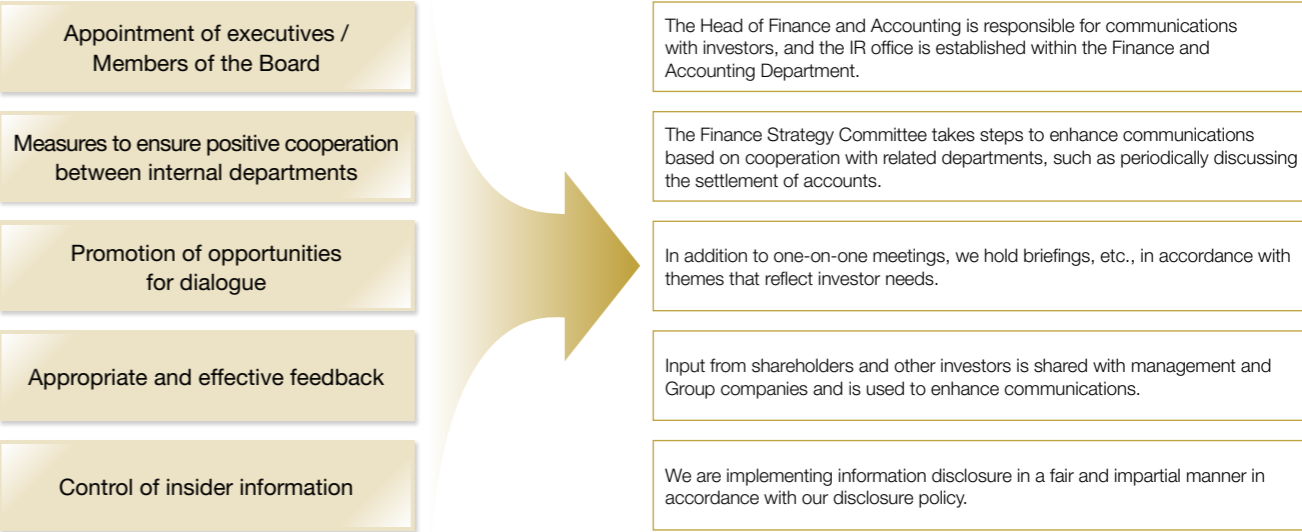 Appointment of executives /
Members of the Board
The Head of Finance and Accounting is responsible for communications
with investors, and the IR office is established within the Finance and
Accounting Department.
Measures to ensure positive cooperation
between internal departments
The Finance Strategy Committee takes steps to enhance communications
based on cooperation with related departments, such as periodically discussing
the settlement of accounts.
Promotion of opportunities
for dialogue
In addition to one-on-one meetings, we hold briefings, etc., in accordance with
themes that reflect investor needs.
Appropriate and effective feedback
Input from shareholders and other investors is shared with management and
Group companies and is used to enhance communications.
Control of insider information
We are implementing information disclosure in a fair and impartial manner in
accordance with our disclosure policy.